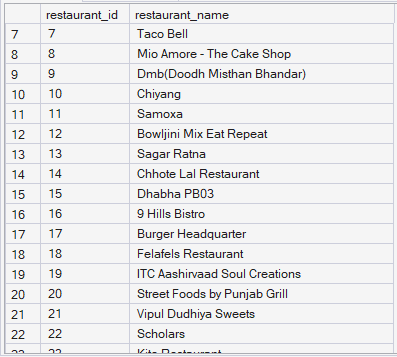 restaurant_id restaurant_name
7 7 Taco Bell
8 8 Mio Amore - The Cake Shop
9 9 Dmb(Doodh Misthan Bhandar)
10 10 Chiyang
11 11 Samoxa
12 12 Bowljini Mix Eat Repeat
13 13 Sagar Ratna
14 14 Chhote Lal Restaurant
15 15 Dhabha PB03
16 16 9 Hills Bistro
17 17 Burger Headquarter
18 18 Felafels Restaurant
19 19 ITC Aashirvaad Soul Creations
20 20 Street Foods by Punjab Grill
21 21 Vipul Dudhiya Sweets
22 22 Scholars
23 23 Restaurant